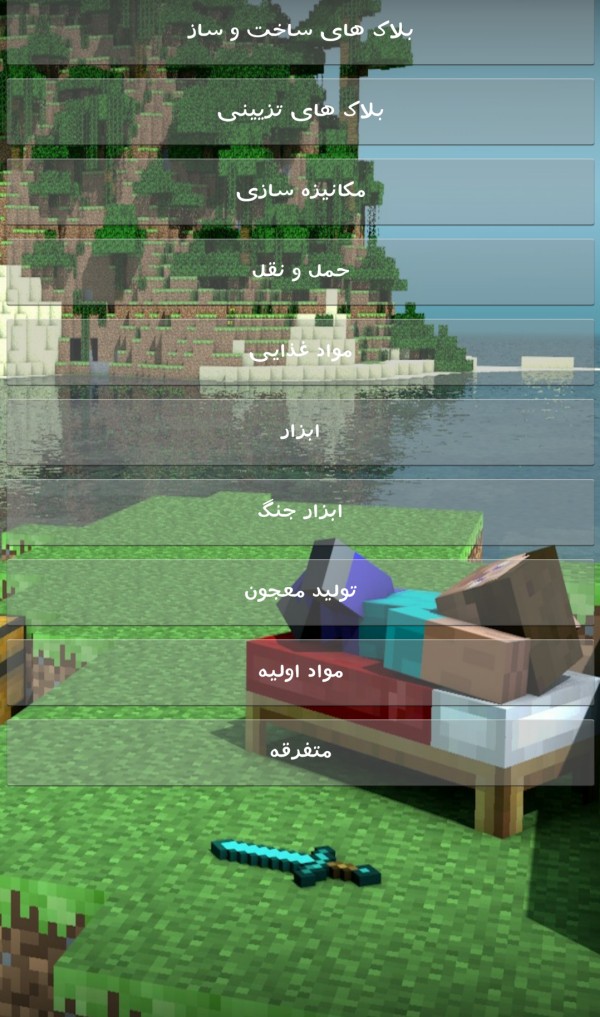 بلاک های ساخت و ساز
بلاک های تزیینی
مکانیزه سازی
حمل و نقل
مواد غذایی
ابزار
ابزار جنگ
تولید معجون
مواد اولیه
متفرقه